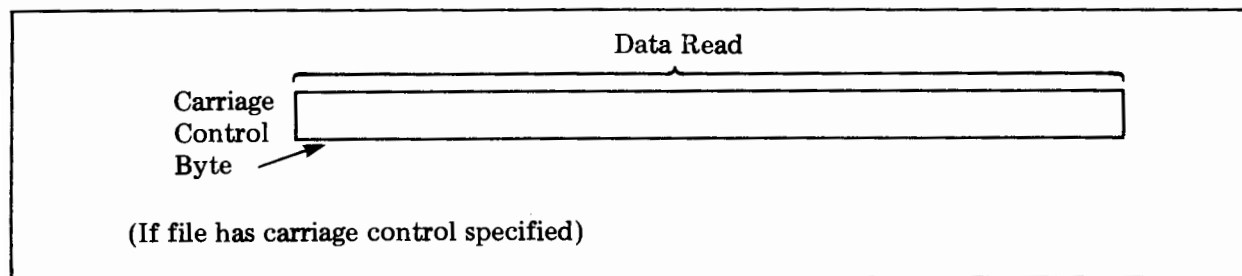 Data Read
Carriage
Control
Byte
(If file has carriage control specified)